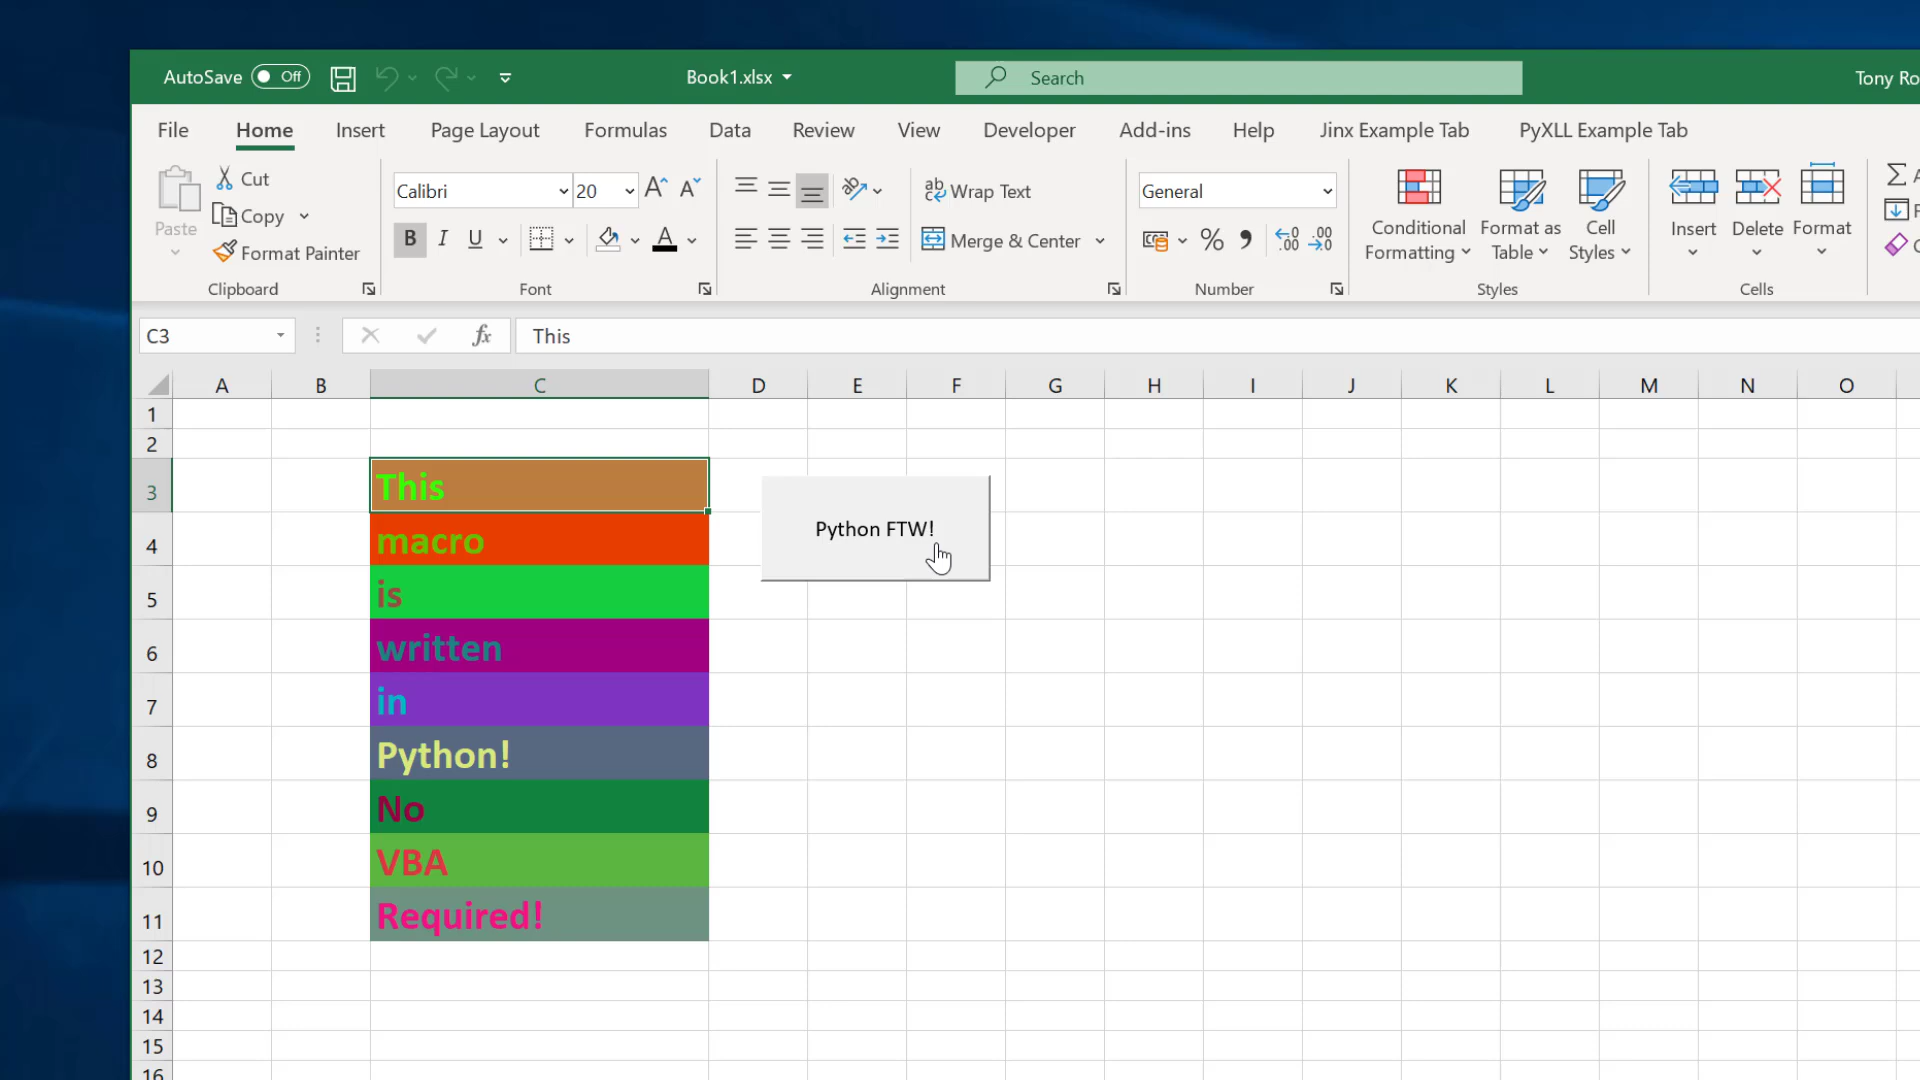 AutoSave Off Book1.xlsx Search Tony Ro
File Home Insert Page Layout Formulas Data Review View Developer Add-ins Help Jinx Example Tab PyXLL Example Tab
Paste
Cut
Copy
Format Painter
Clipboard
Calibri 20
B I U A
Font
Wrap Text
Merge & Center
Alignment
General
% .00
Number
Conditional Formatting
Format as Table
Cell Styles
Styles
Insert Delete Format
Cells
C3 fx This
A B C D E F G H I J K L M N O
1
2
3 This
Python FTW!
4 macro
5 is
6 written
7 in
8 Python!
9 No
10 VBA
11 Required!
12
13
14
15
16